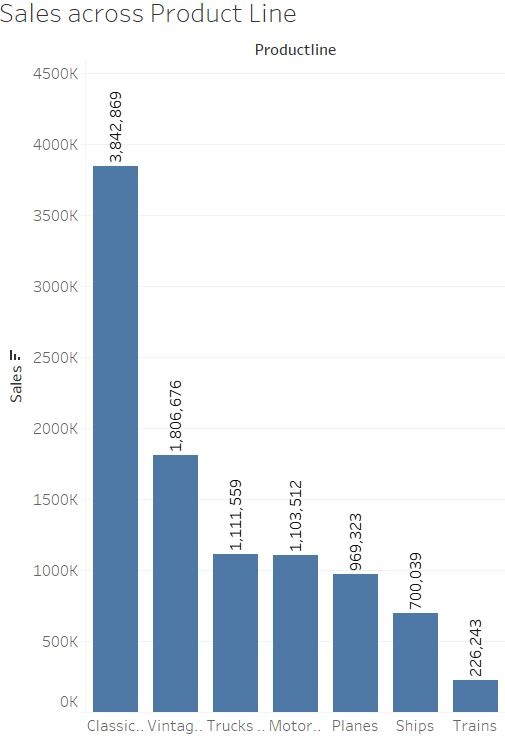 Sales across Product Line
Productline
4500K
4000K
3500K
3000K
2500K
2000K
1500K
1000K
500K
0K
Sales
3,842,869
1,806,676
1,111,559
1,103,512
969,323
700,039
226,243
Classic.. Vintag.. Trucks .. Motor.. Planes Ships Trains